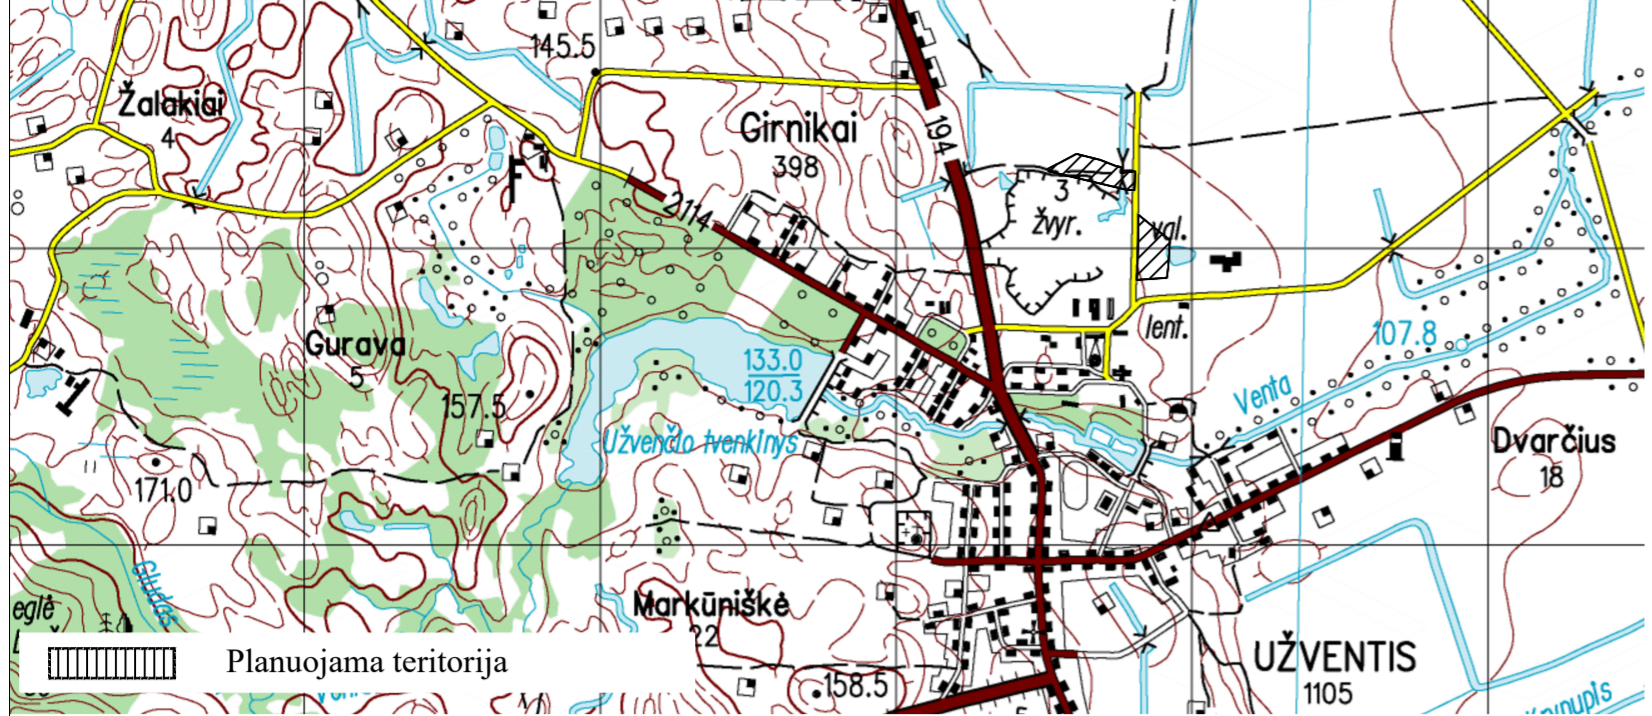 145.5
Žalakiai
4
Girnikai
398
194
3
žvyr.
val.
2114
lent.
107.8
Gurava
5
133.0
120.3
157.5
Venta
Užvenčio tvenkinys
Dvarčius
18
171.0
Gludas
eglė
Markūniškė
22
Planuojama teritorija
UŽVENTIS
1105
158.5